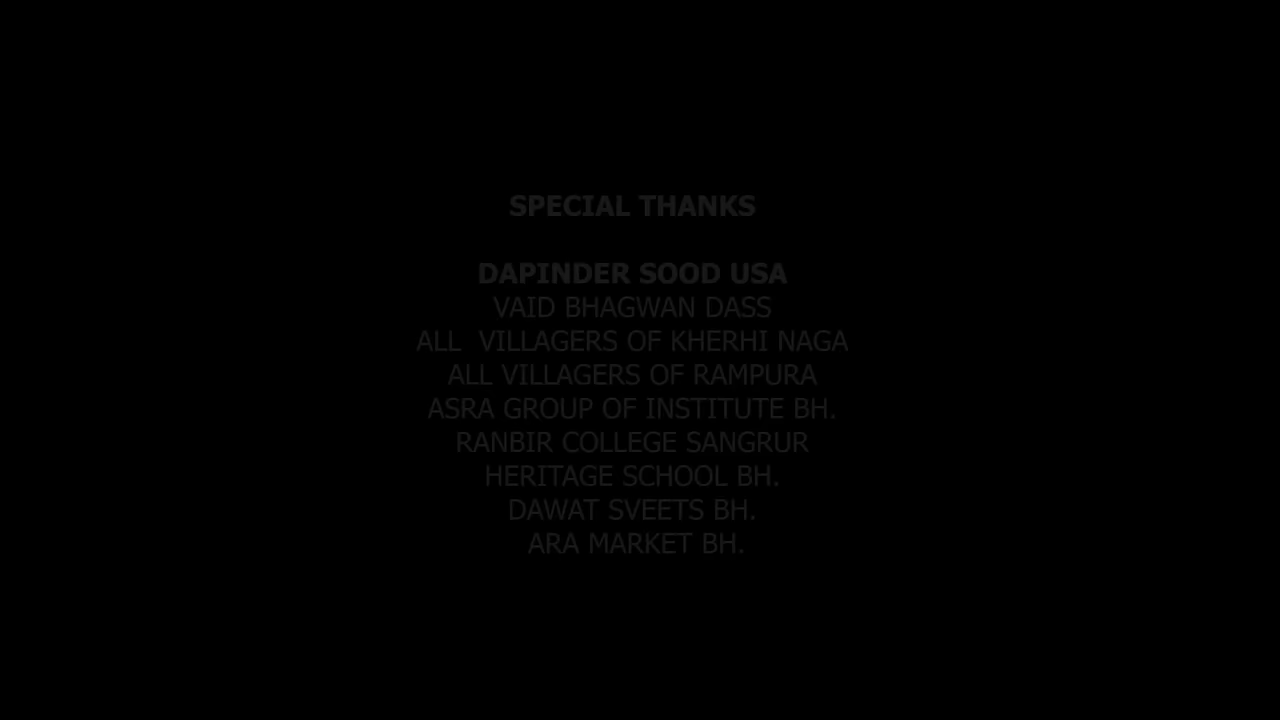 SPECIAL THANKS
DAPINDER SOOD USA
VAID BHAGWAN DASS
ALL VILLAGERS OF KHERHI NAGA
ALL VILLAGERS OF RAMPURA
ASRA GROUP OF INSTITUTE BH.
RANBIR COLLEGE SANGRUR
HERITAGE SCHOOL BH.
DAWAT SVEETS BH.
ARA MARKET BH.